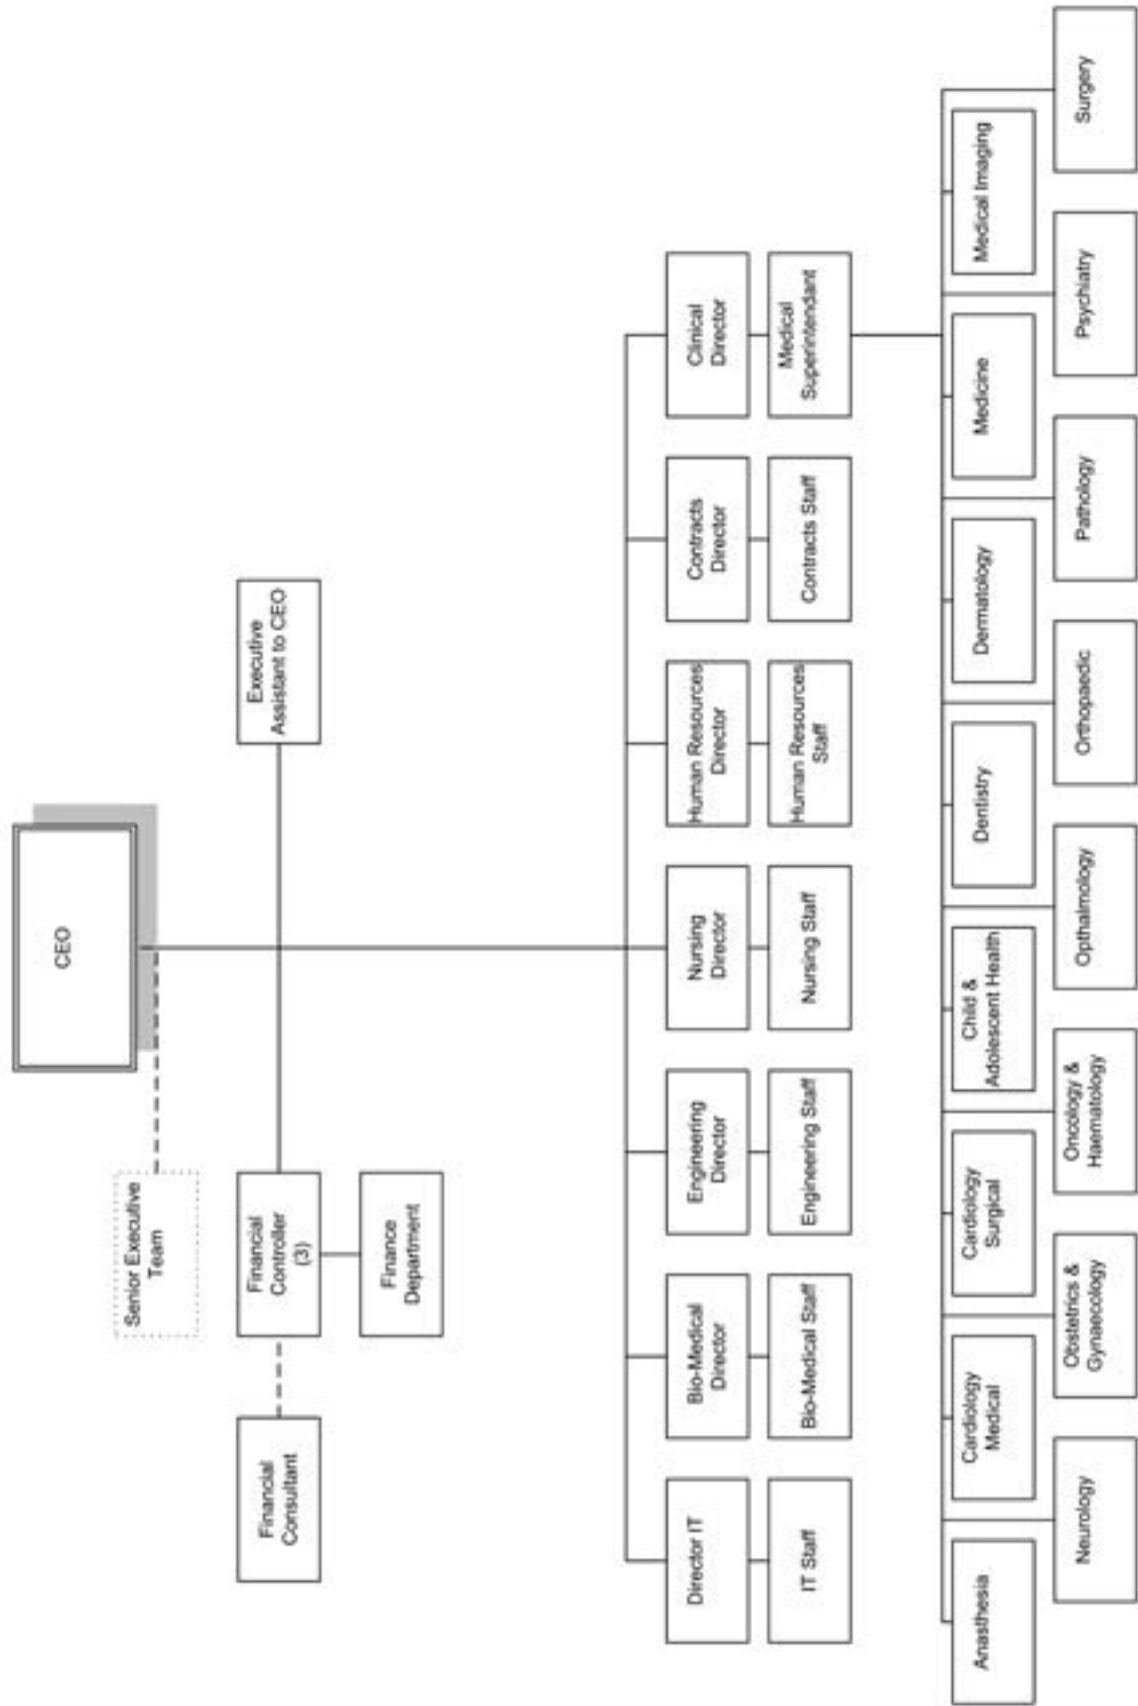 CEO
Senior Executive
Team
Financial
Consultant
Financial
Controller
(3)
Executive
Assistant to CEO
Finance
Department
Director IT
Bio-Medical
Director
Engineering
Director
Nursing
Director
Human Resources
Director
Contracts
Director
Clinical
Director
IT Staff
Bio-Medical Staff
Engineering Staff
Nursing Staff
Human Resources
Staff
Contracts Staff
Medical
Superintendant
Anasthesia
Cardiology
Medical
Cardiology
Surgical
Child &
Adolescent Health
Dentistry
Dermatology
Medicine
Medical Imaging
Neurology
Obstetrics &
Gynaecology
Oncology &
Haematology
Opthalmology
Orthopaedic
Pathology
Psychiatry
Surgery